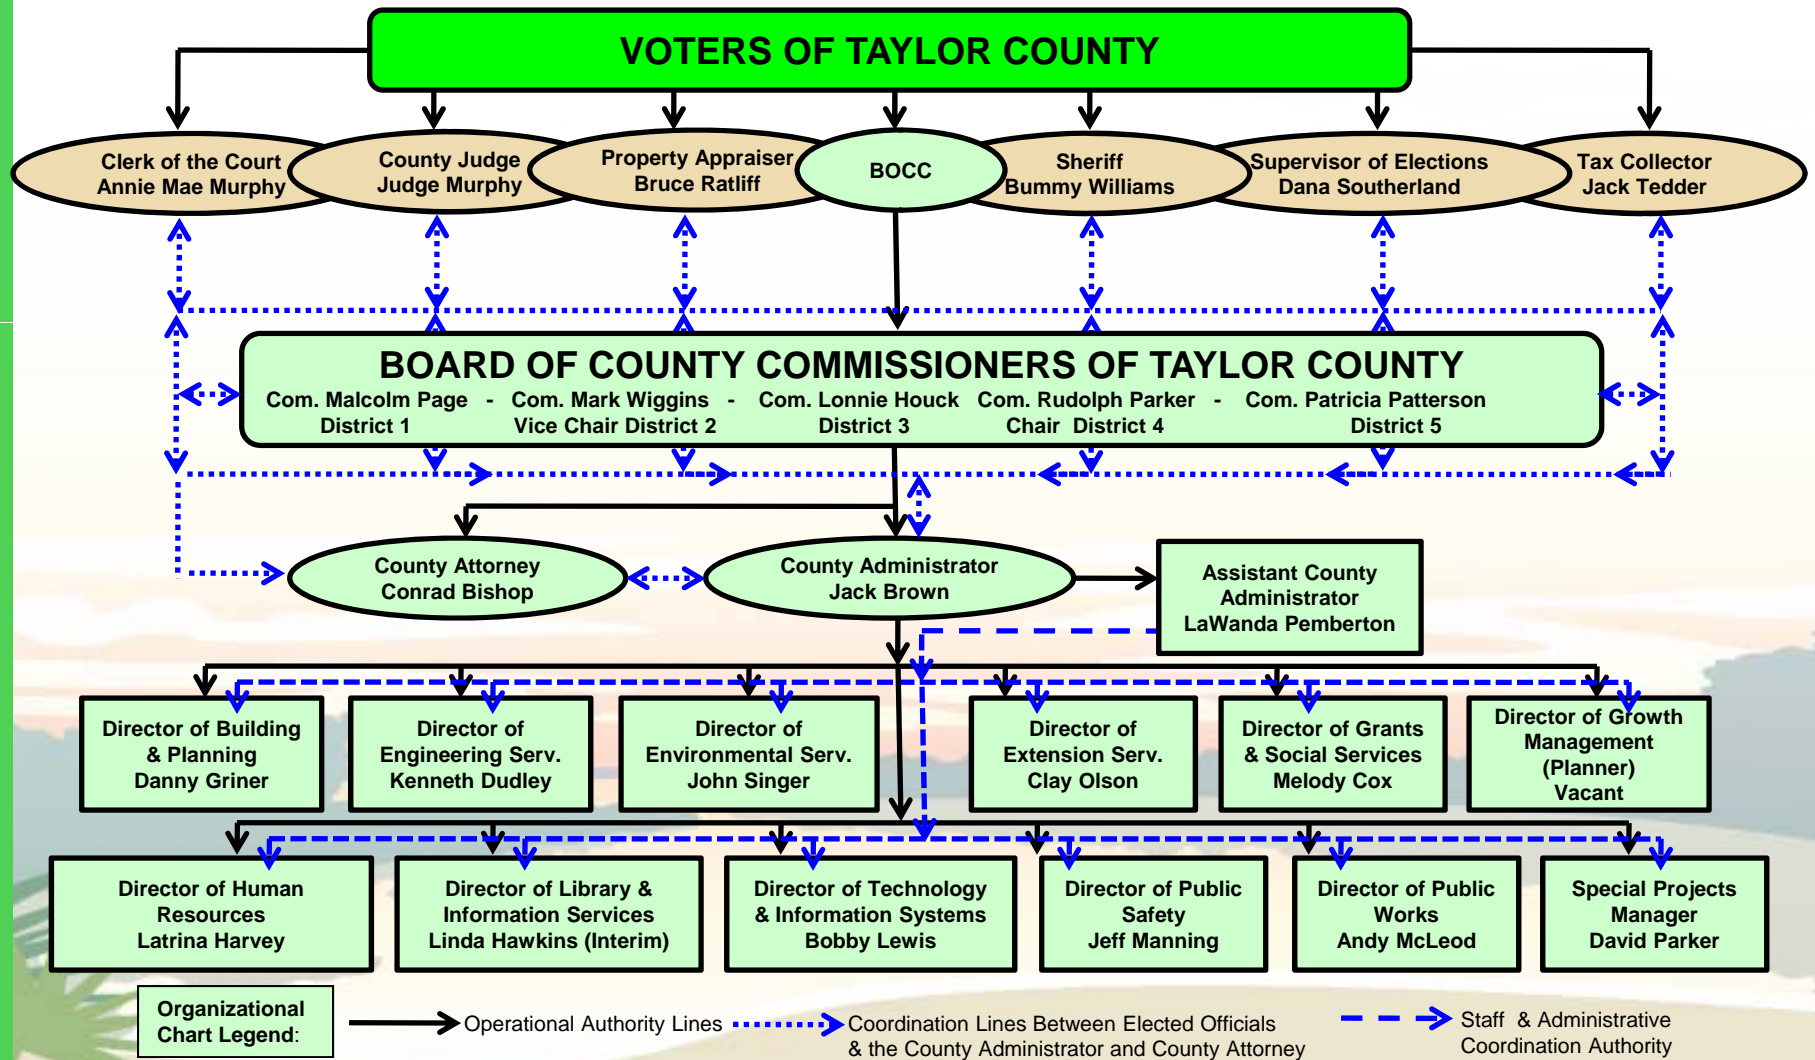 VOTERS OF TAYLOR COUNTY
Clerk of the Court
Annie Mae Murphy
County Judge
Judge Murphy
Property Appraiser
Bruce Ratliff
BOCC
Sheriff
Bummy Williams
Supervisor of Elections
Dana Southerland
Tax Collector
Jack Tedder
BOARD OF COUNTY COMMISSIONERS OF TAYLOR COUNTY
Com. Malcolm Page - Com. Mark Wiggins - Com. Lonnie Houck Com. Rudolph Parker - Com. Patricia Patterson
District 1 Vice Chair District 2 District 3 Chair District 4 District 5
County Attorney
Conrad Bishop
County Administrator
Jack Brown
Assistant County
Administrator
LaWanda Pemberton
Director of Building
& Planning
Danny Griner
Director of
Engineering Serv.
Kenneth Dudley
Director of
Environmental Serv.
John Singer
Director of
Extension Serv.
Clay Olson
Director of Grants
& Social Services
Melody Cox
Director of Growth
Management
(Planner)
Vacant
Director of Human
Resources
Latrina Harvey
Director of Library &
Information Services
Linda Hawkins (Interim)
Director of Technology
& Information Systems
Bobby Lewis
Director of Public
Safety
Jeff Manning
Director of Public
Works
Andy McLeod
Special Projects
Manager
David Parker
Organizational
Chart Legend:
Operational Authority Lines
Coordination Lines Between Elected Officials
& the County Administrator and County Attorney
Staff & Administrative
Coordination Authority